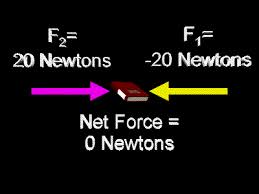 F₂=
20 Newtons
F₁=
-20 Newtons
Net Force =
0 Newtons